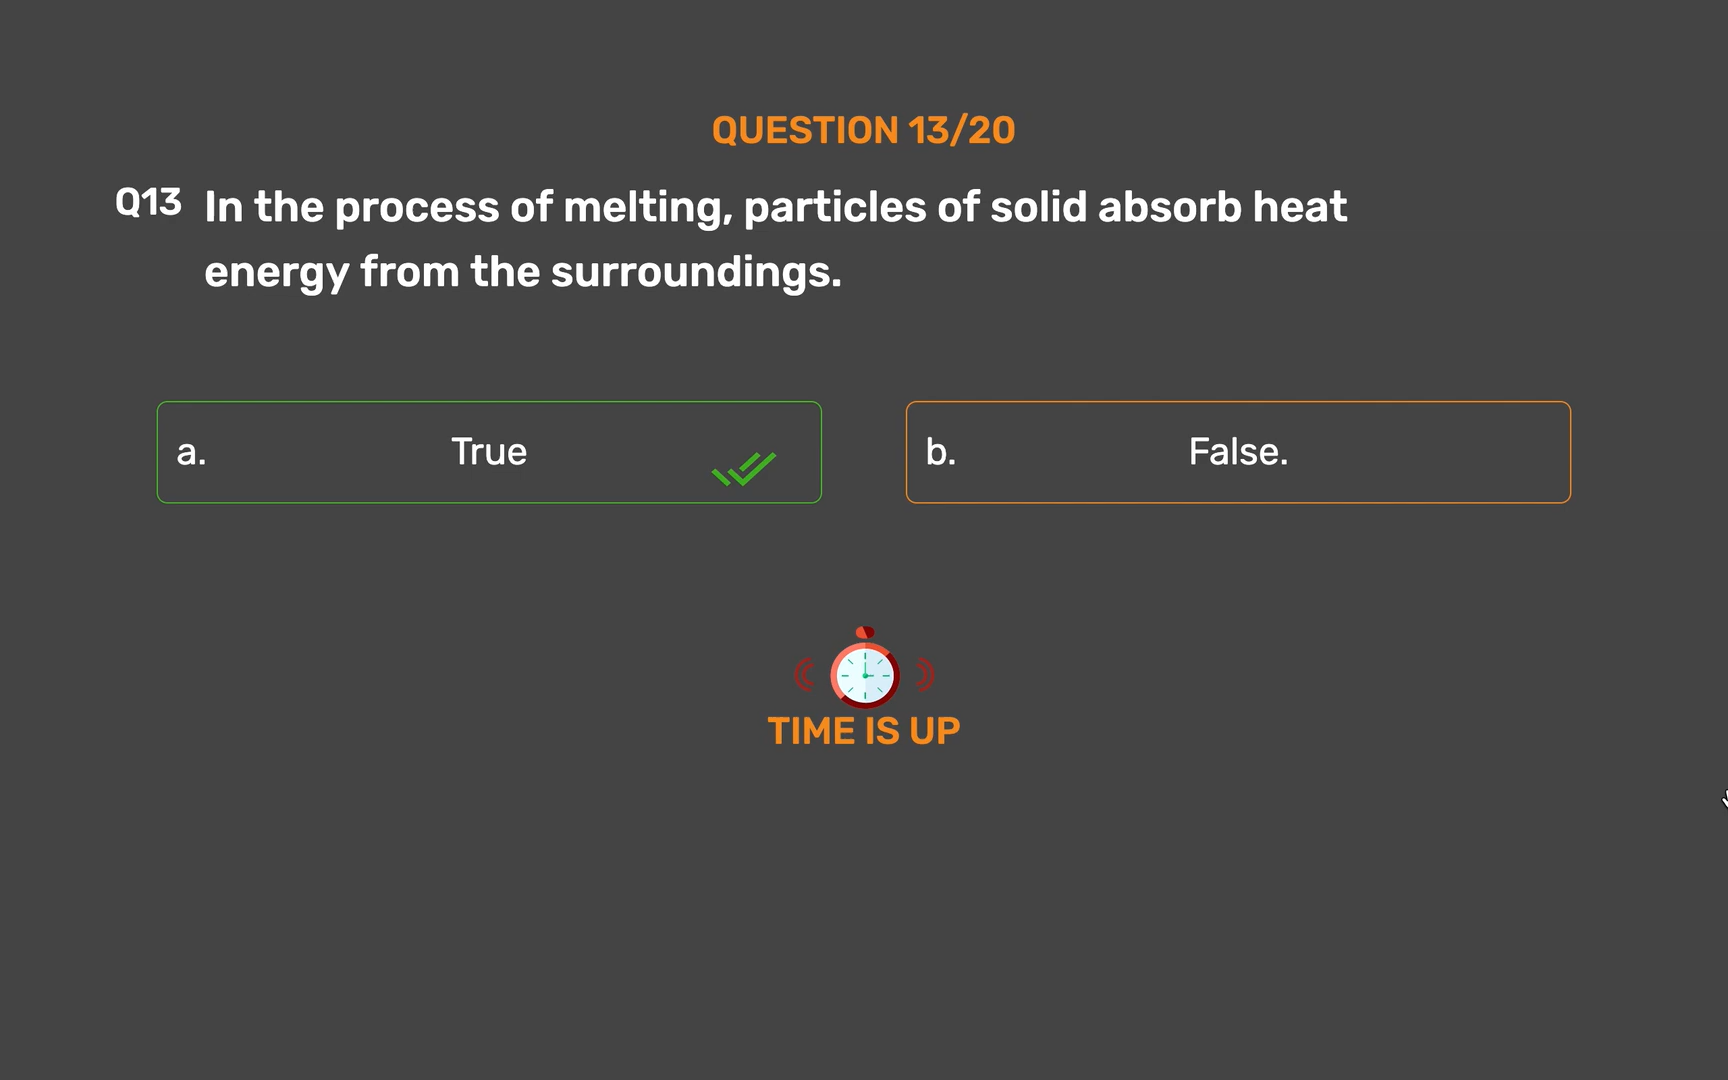 QUESTION 13/20
Q13 In the process of melting, particles of solid absorb heat
energy from the surroundings.
a. True
b. False.
TIME IS UP